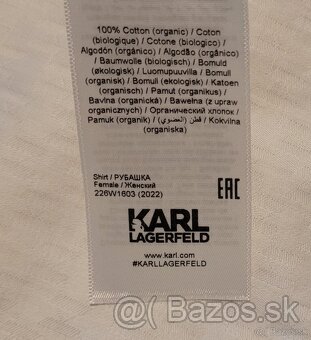 100% Cotton (organic) / Coton
(biologique) / Cotone (biologico) /
Algodón (orgánico) / Algodão (orgânico)
/ Baumwolle (biologisch) / Bomuld
(økologisk) / Luomupuuvilla / Bomuli
(organisk) / Bomull (ekologisk) / Katoen
(organisch) / Pamut (organikus) /
Bavlna (organická) / Bawełna (z upraw
organicznych) / Органический хлопок /
Pamuk (organik) / قطن (العضوي) / Kokvilna
(organiska)
Shirt / РУБАШКА
Female / Женский
226W1603 (2022)
EAC
KARL
LAGERFELD
www.karl.com
#KARLLAGERFELD
Bazos.sk